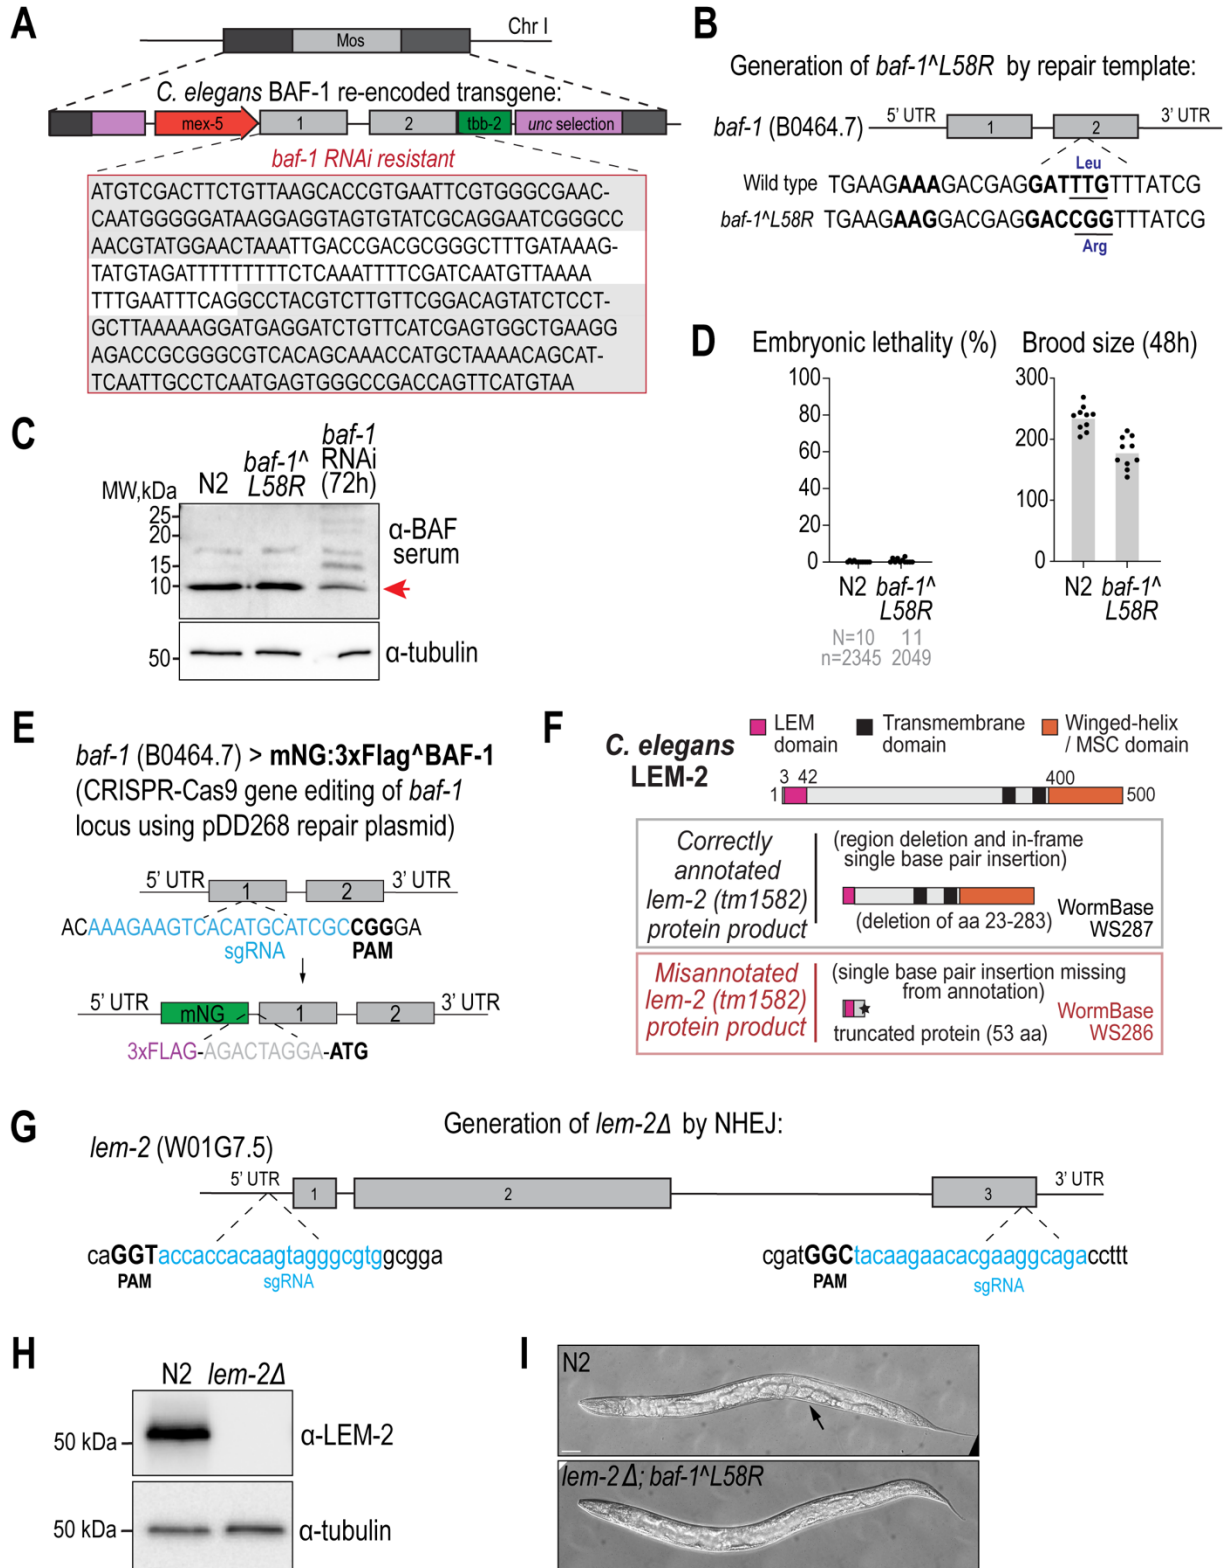 A
Chr I
Mos
C. elegans BAF-1 re-encoded transgene:
mex-5
1
2
tbb-2
unc selection
baf-1 RNAi resistant
ATGTCGACTTCTGTTAAGCACCGTGAATTCGTGGGCGAAC-
CAATGGGGGATAAGGAGGTAGTGTATCGCAGGAATCGGGCC
AACGTATGGAACTAAATTGACCGACGCGGGCTTTGATAAAG-
TATGTAGATTTTTTTTTCTCAAATTTTCGATCAATGTTAAAA
TTTGAATTTCAGGCCTACGTCTTGTTCGGACAGTATCTCCT-
GCTTAAAAAGGATGAGGATCTGTTCATCGAGTGGCTGAAGG
AGACCGCGGGCGTCACAGCAAACCATGCTAAAACAGCAT-
TCAATTGCCTCAATGAGTGGGCCGACCAGTTCATGTAA
B
Generation of baf-1^L58R by repair template:
baf-1 (B0464.7)
5' UTR
1
2
3' UTR
Leu
Wild type TGAAGAAAGACGAGGATTTGTTTATCG
baf-1^L58R TGAAGAAGGACGAGGACCGGTTTATCG
Arg
C
MW,kDa
N2
baf-1^
L58R
baf-1
RNAi
(72h)
25
20
15
10
α-BAF
serum
50
α-tubulin
D
Embryonic lethality (%)
100
80
60
40
20
0
N2
baf-1^
L58R
N=10 11
n=2345 2049
Brood size (48h)
300
200
100
0
N2
baf-1^
L58R
E
baf-1 (B0464.7) > mNG:3xFlag^BAF-1
(CRISPR-Cas9 gene editing of baf-1
locus using pDD268 repair plasmid)
5' UTR
1
2
3' UTR
ACAAAGAAGTCACATGCATCGCCGGGA
sgRNA
PAM
5' UTR
mNG
1
2
3' UTR
3xFLAG-AGACTAGGA-ATG
F
C. elegans
LEM-2
LEM
domain
Transmembrane
domain
Winged-helix
/ MSC domain
3 42
400
1
500
Correctly
annotated
lem-2 (tm1582)
protein product
(region deletion and in-frame
single base pair insertion)
(deletion of aa 23-283)
WormBase
WS287
Misannotated
lem-2 (tm1582)
protein product
(single base pair insertion missing
from annotation)
truncated protein (53 aa)
WormBase
WS286
G
Generation of lem-2Δ by NHEJ:
lem-2 (W01G7.5)
5' UTR
1
2
3
3' UTR
caGGTaccaccacaagtagggcgtggcgga
PAM
sgRNA
cgatGGCtacaagaacacgaaggcagaccttt
PAM
sgRNA
H
N2
lem-2Δ
50 kDa
α-LEM-2
50 kDa
α-tubulin
I
N2
lem-2Δ; baf-1^L58R